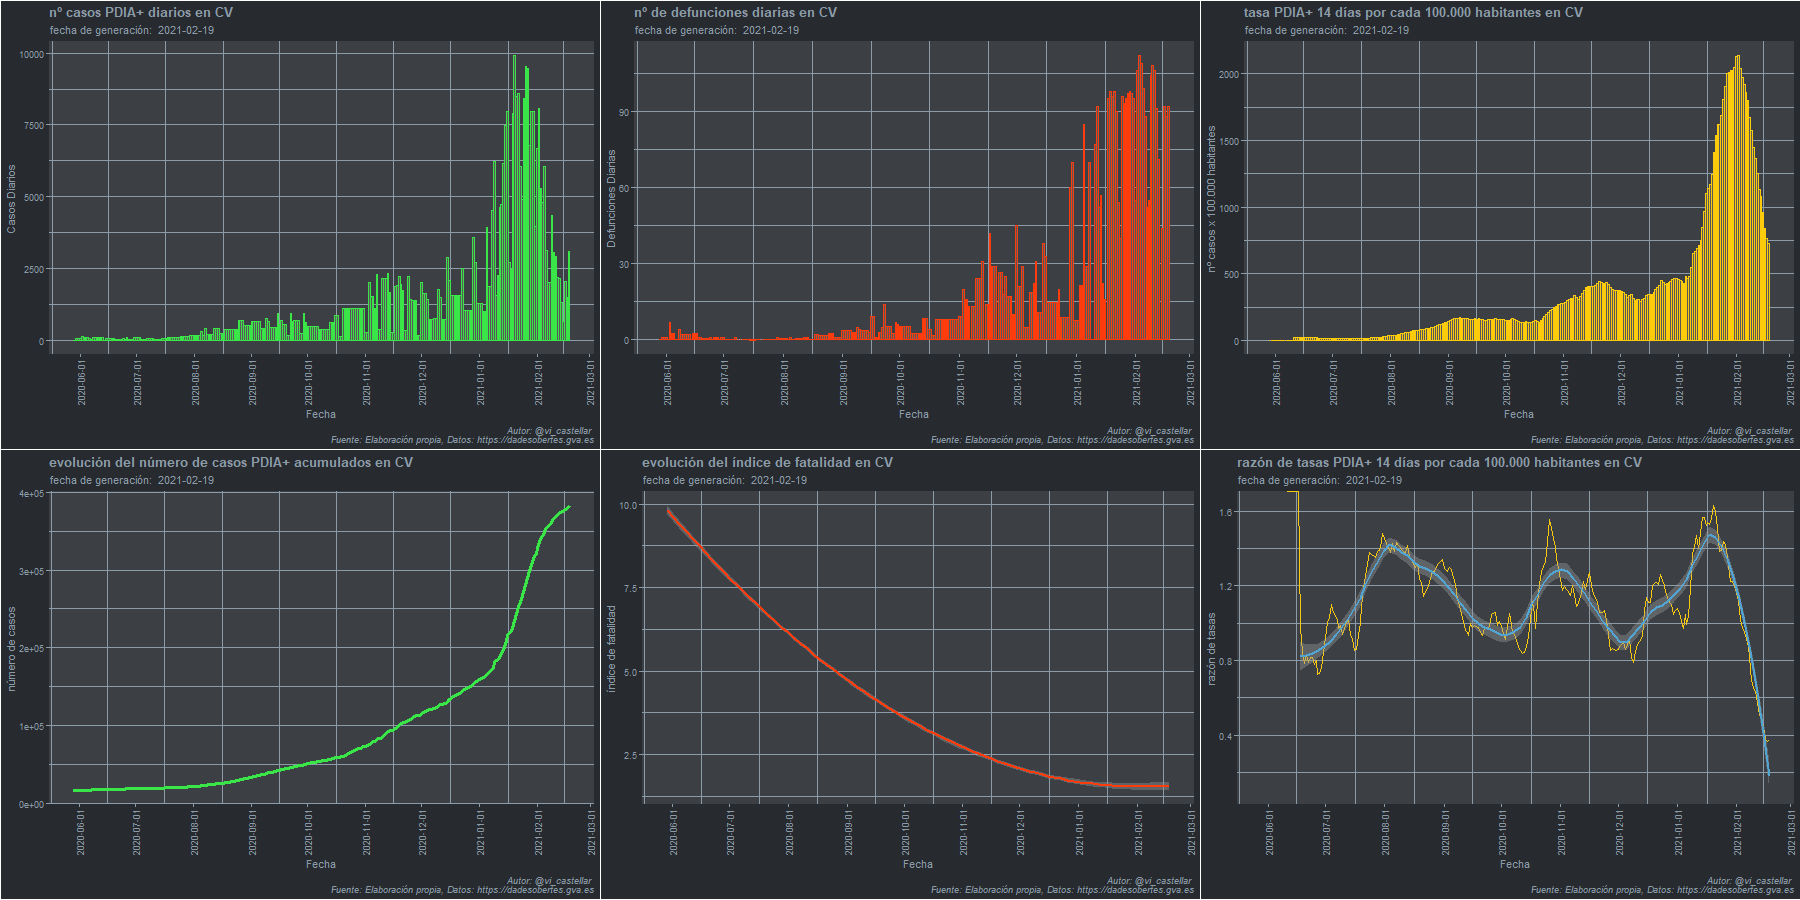 nº casos PDIA+ diarios en CV
fecha de generación:  2021-02-19
Casos Diarios
10000
7500
5000
2500
0
2020-06-01
2020-07-01
2020-08-01
2020-09-01
2020-10-01
2020-11-01
2020-12-01
2021-01-01
2021-02-01
2021-03-01
Fecha
Autor: @vi_castellar
Fuente: Elaboración propia, Datos: https://dadesobertes.gva.es
nº de defunciones diarias en CV
fecha de generación:  2021-02-19
Defunciones Diarias
90
60
30
0
2020-06-01
2020-07-01
2020-08-01
2020-09-01
2020-10-01
2020-11-01
2020-12-01
2021-01-01
2021-02-01
2021-03-01
Fecha
Autor: @vi_castellar
Fuente: Elaboración propia, Datos: https://dadesobertes.gva.es
tasa PDIA+ 14 días por cada 100.000 habitantes en CV
fecha de generación:  2021-02-19
nº casos x 100.000 habitantes
2000
1500
1000
500
0
2020-06-01
2020-07-01
2020-08-01
2020-09-01
2020-10-01
2020-11-01
2020-12-01
2021-01-01
2021-02-01
2021-03-01
Fecha
Autor: @vi_castellar
Fuente: Elaboración propia, Datos: https://dadesobertes.gva.es
evolución del número de casos PDIA+ acumulados en CV
fecha de generación:  2021-02-19
número de casos
4e+05
3e+05
2e+05
1e+05
0e+00
2020-06-01
2020-07-01
2020-08-01
2020-09-01
2020-10-01
2020-11-01
2020-12-01
2021-01-01
2021-02-01
2021-03-01
Fecha
Autor: @vi_castellar
Fuente: Elaboración propia, Datos: https://dadesobertes.gva.es
evolución del índice de fatalidad en CV
fecha de generación:  2021-02-19
índice de fatalidad
10.0
7.5
5.0
2.5
2020-06-01
2020-07-01
2020-08-01
2020-09-01
2020-10-01
2020-11-01
2020-12-01
2021-01-01
2021-02-01
2021-03-01
Fecha
Autor: @vi_castellar
Fuente: Elaboración propia, Datos: https://dadesobertes.gva.es
razón de tasas PDIA+ 14 días por cada 100.000 habitantes en CV
fecha de generación:  2021-02-19
razón de tasas
1.6
1.2
0.8
0.4
2020-06-01
2020-07-01
2020-08-01
2020-09-01
2020-10-01
2020-11-01
2020-12-01
2021-01-01
2021-02-01
2021-03-01
Fecha
Autor: @vi_castellar
Fuente: Elaboración propia, Datos: https://dadesobertes.gva.es